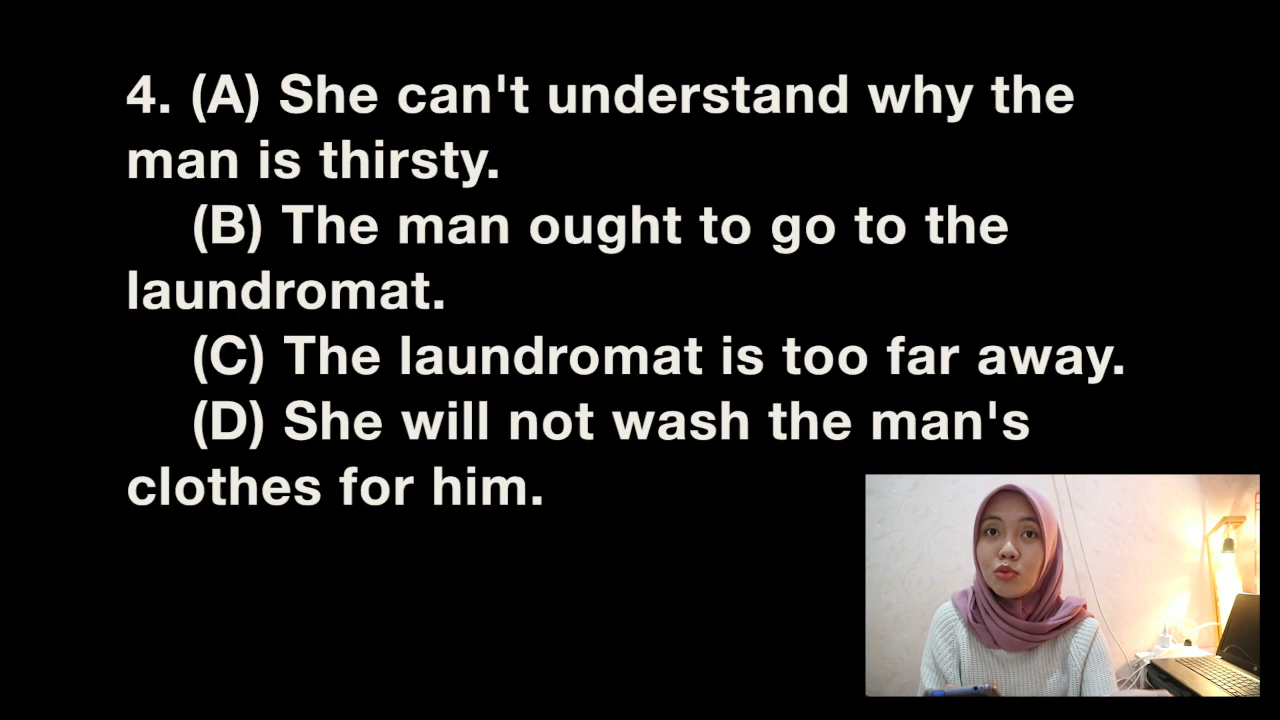 4. (A) She can't understand why the
man is thirsty.
(B) The man ought to go to the
laundromat.
(C) The laundromat is too far away.
(D) She will not wash the man's
clothes for him.